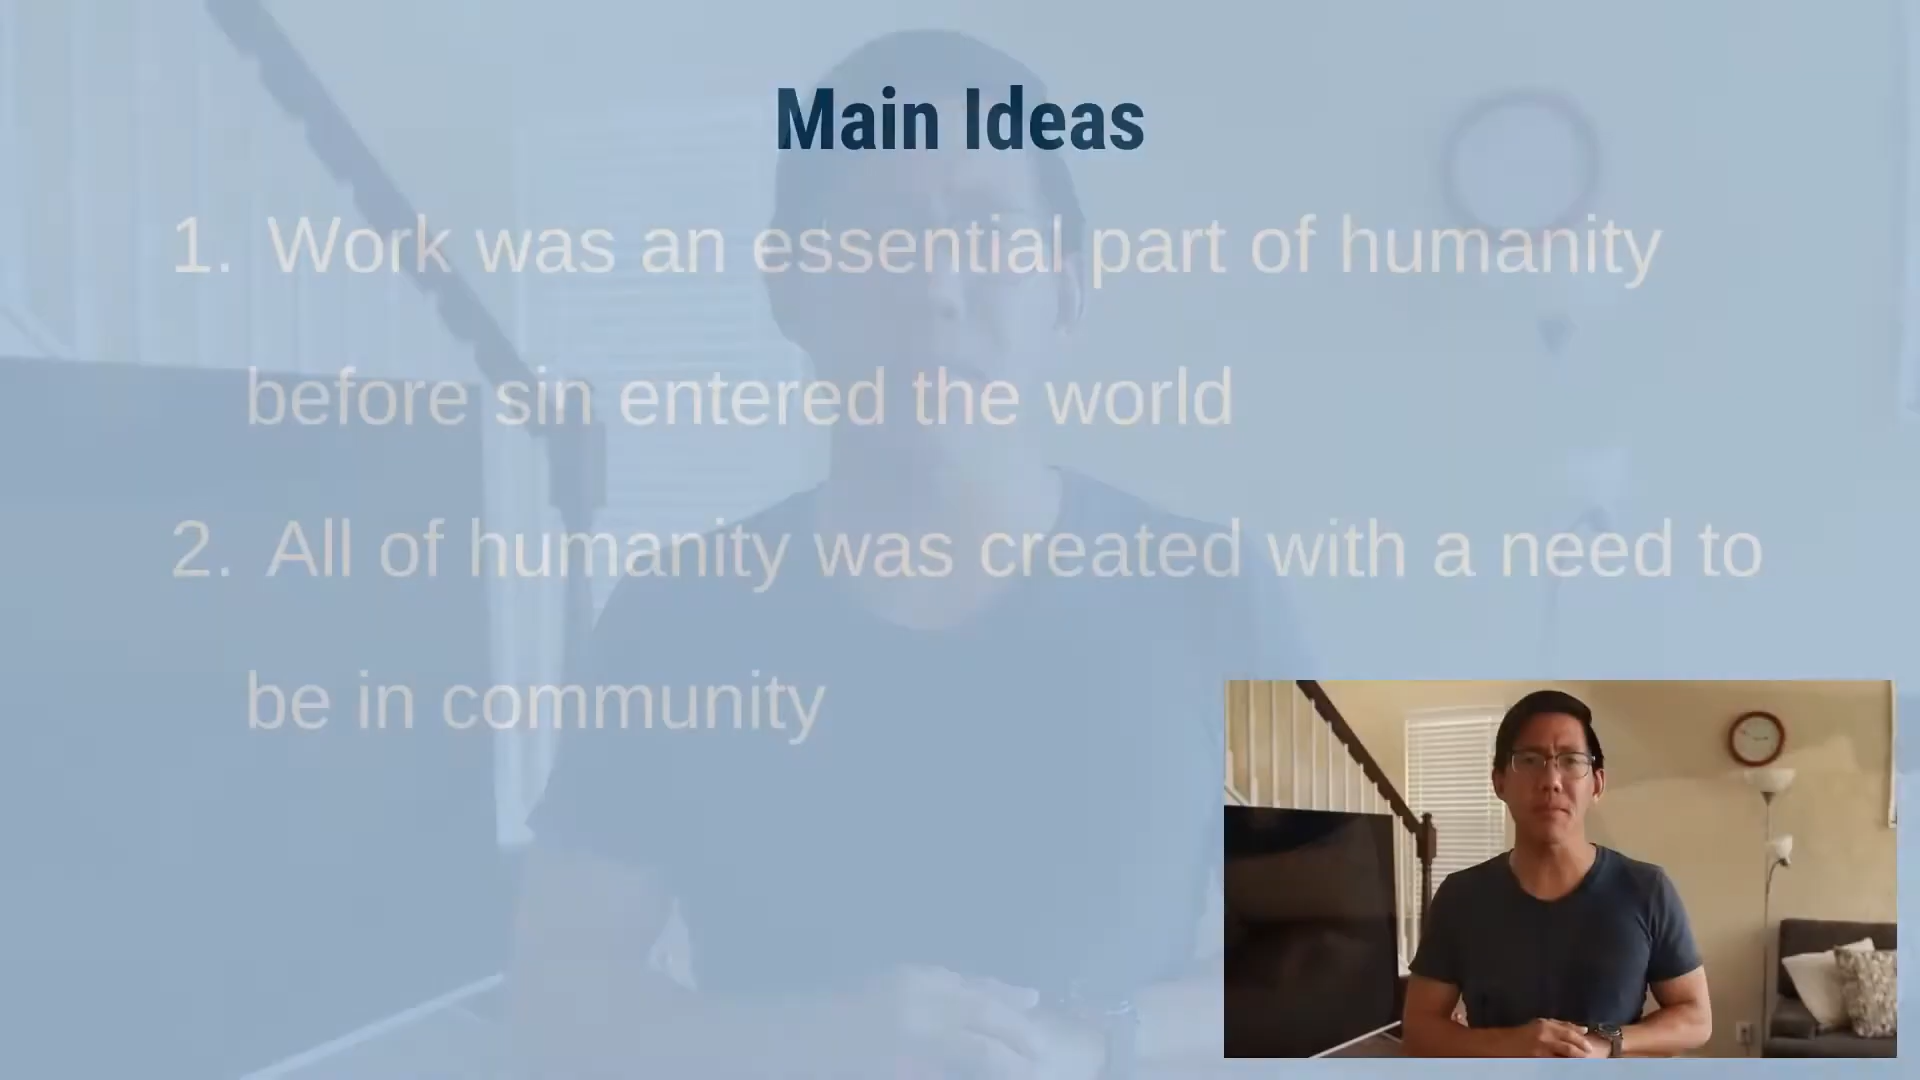 Main Ideas
1. Work was an essential part of humanity
before sin entered the world
2. All of humanity was created with a need to
be in community